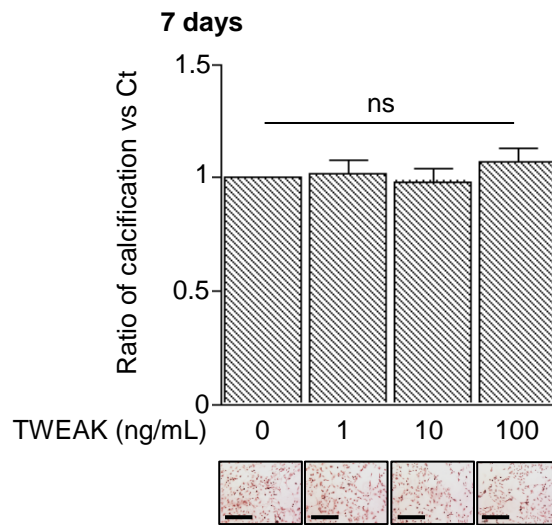 7 days
Ratio of calcification vs Ct
1.5
ns
1
0.5
0
TWEAK (ng/mL) 0 1 10 100